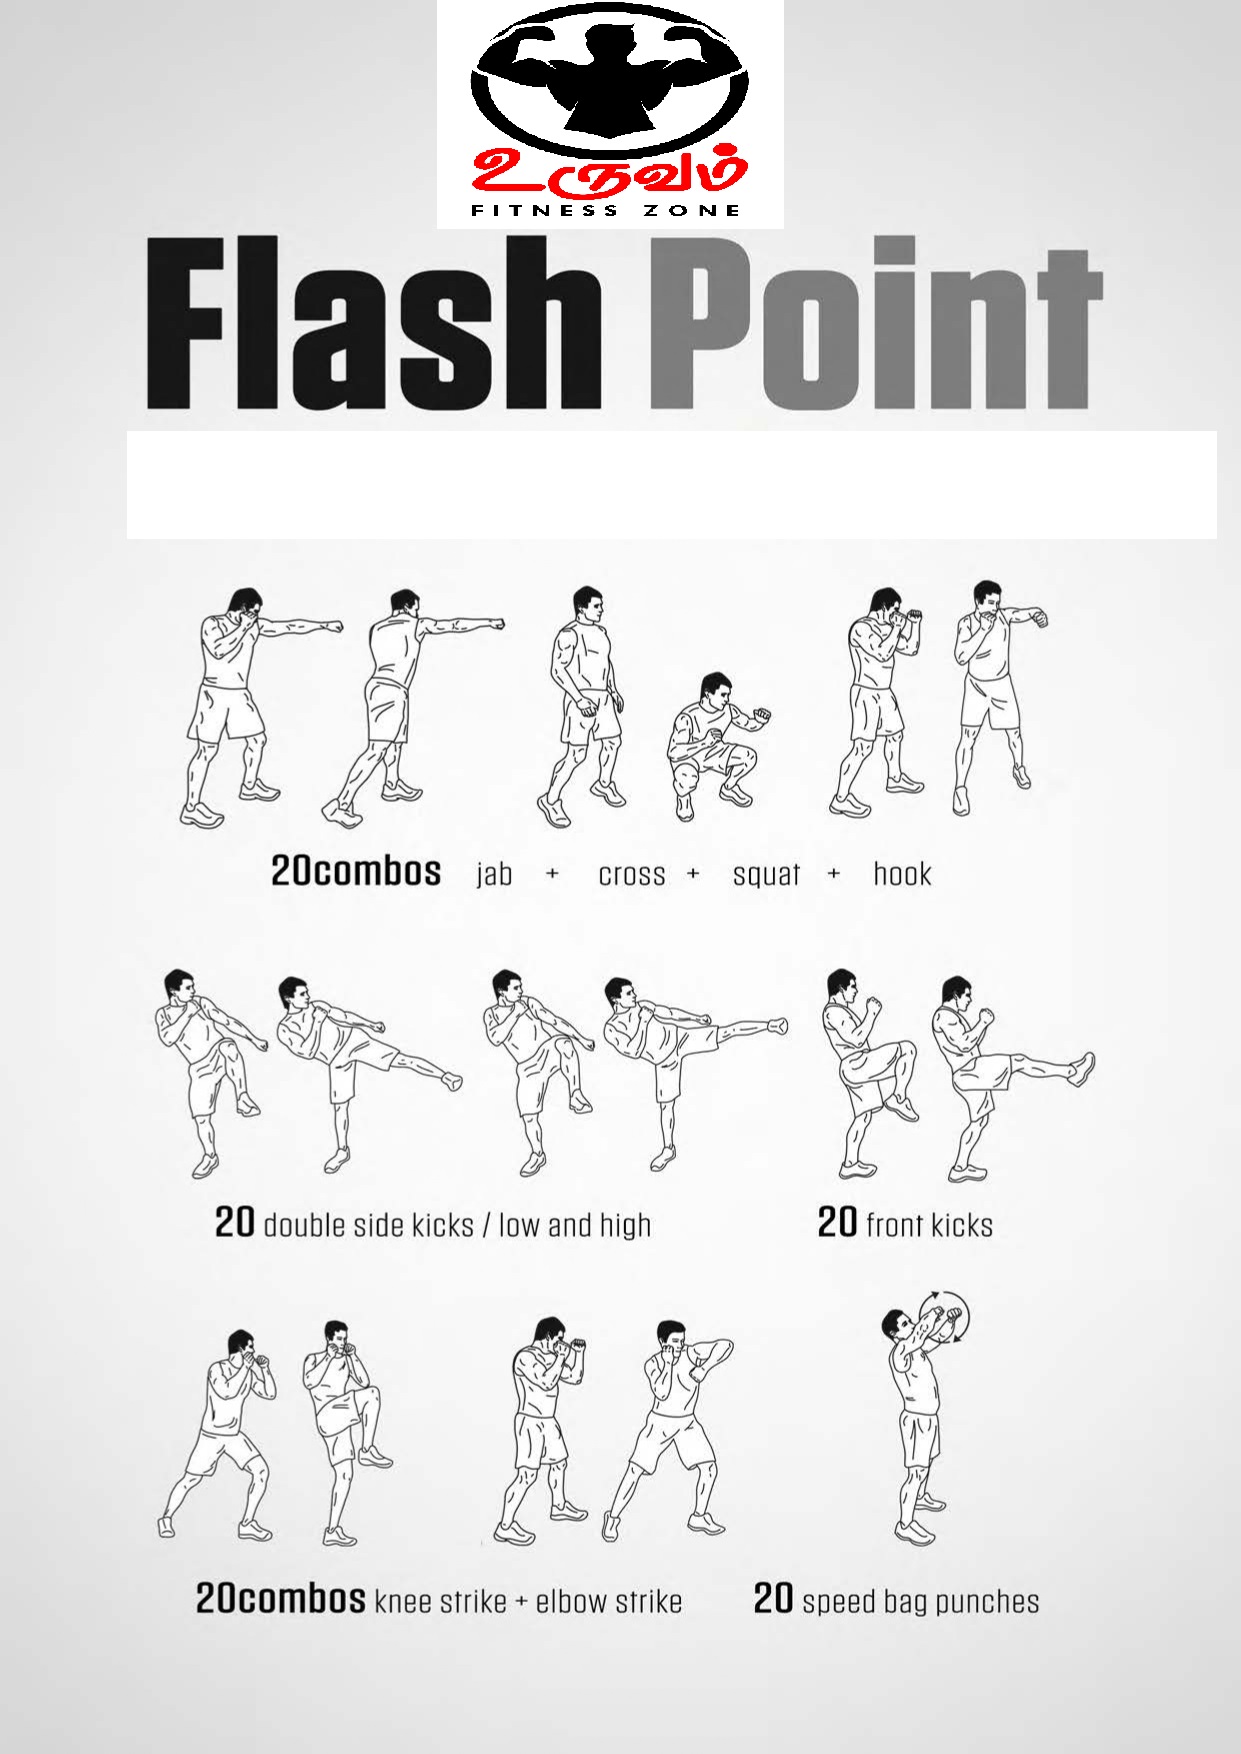 உருவம்
FITNESS ZONE
Flash Point
20combos jab + cross + squat + hook
20 double side kicks / low and high 20 front kicks
20combos knee strike + elbow strike 20 speed bag punches